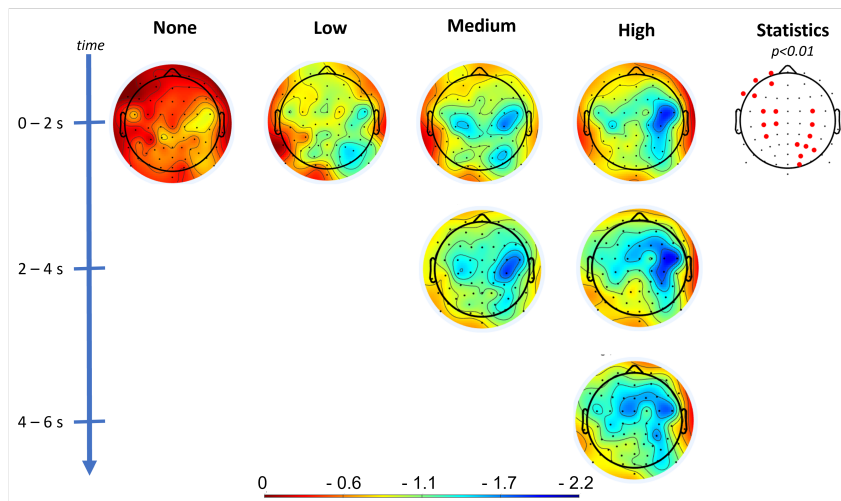 None Low Medium High Statistics
time p<0.01
0 – 2 s
2 – 4 s
4 – 6 s
0 - 0.6 - 1.1 - 1.7 - 2.2